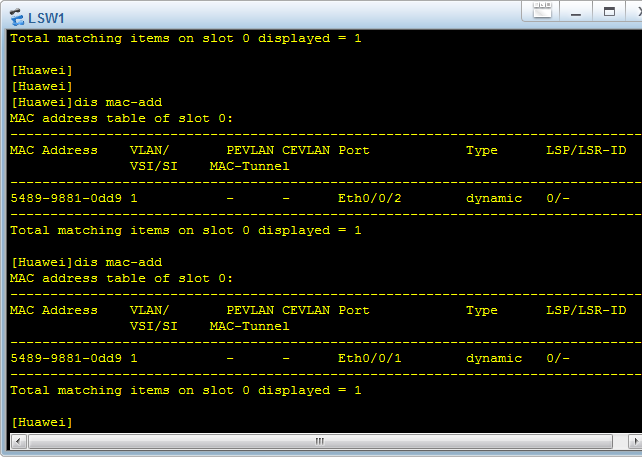 LSW1
Total matching items on slot 0 displayed = 1
[Huawei]
[Huawei]
[Huawei]dis mac-add
MAC address table of slot 0:
-------------------------------------------------------------------------------
MAC Address    VLAN/       PEVLAN CEVLAN Port            Type      LSP/LSR-ID
               VSI/SI    MAC-Tunnel
-------------------------------------------------------------------------------
5489-9881-0dd9 1           -      -      Eth0/0/2        dynamic   0/-
-------------------------------------------------------------------------------
Total matching items on slot 0 displayed = 1
[Huawei]dis mac-add
MAC address table of slot 0:
-------------------------------------------------------------------------------
MAC Address    VLAN/       PEVLAN CEVLAN Port            Type      LSP/LSR-ID
               VSI/SI    MAC-Tunnel
-------------------------------------------------------------------------------
5489-9881-0dd9 1           -      -      Eth0/0/1        dynamic   0/-
-------------------------------------------------------------------------------
Total matching items on slot 0 displayed = 1
[Huawei]